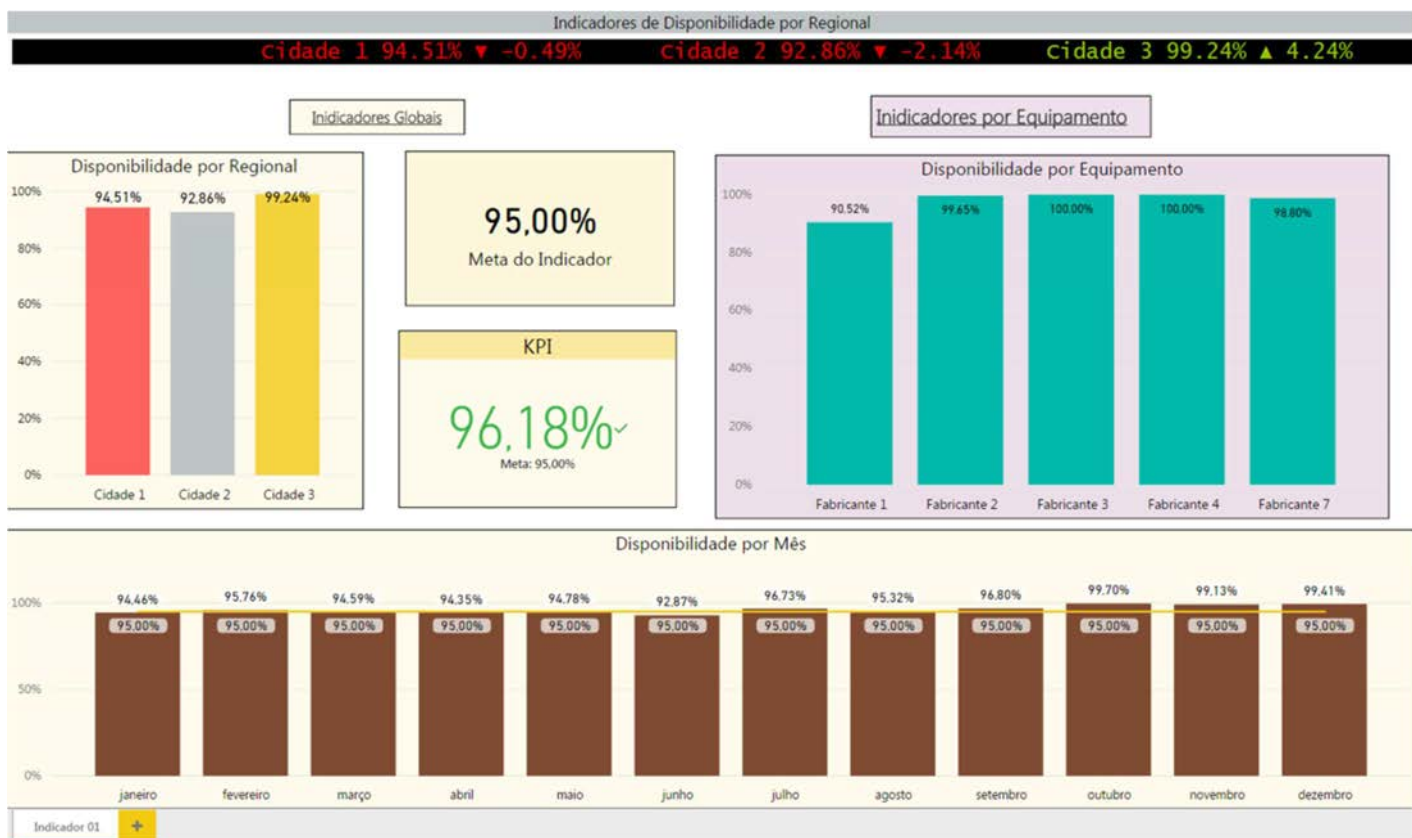 Indicadores de Disponibilidade por Regional
Cidade 1 94.51% ▼ -0.49% Cidade 2 92.86% ▼ -2.14% Cidade 3 99.24% ▲ 4.24%
Inidicadores Globais
Inidicadores por Equipamento
Disponibilidade por Regional
100%
80%
60%
40%
20%
0%
94,51% 92,86% 99,24%
Cidade 1 Cidade 2 Cidade 3
95,00%
Meta do Indicador
KPI
96,18%✓
Meta: 95,00%
Disponibilidade por Equipamento
100%
80%
60%
40%
20%
0%
90.52% 99.65% 100.00% 100.00% 98.80%
Fabricante 1 Fabricante 2 Fabricante 3 Fabricante 4 Fabricante 7
Disponibilidade por Mês
100%
50%
0%
94.46% 95.76% 94.59% 94.35% 94.78% 92.87% 96.73% 95.32% 96.80% 99.70% 99.13% 99.41%
95.00% 95.00% 95.00% 95.00% 95.00% 95.00% 95.00% 95.00% 95.00% 95.00% 95.00% 95.00%
janeiro fevereiro março abril maio junho julho agosto setembro outubro novembro dezembro
Indicador 01 +